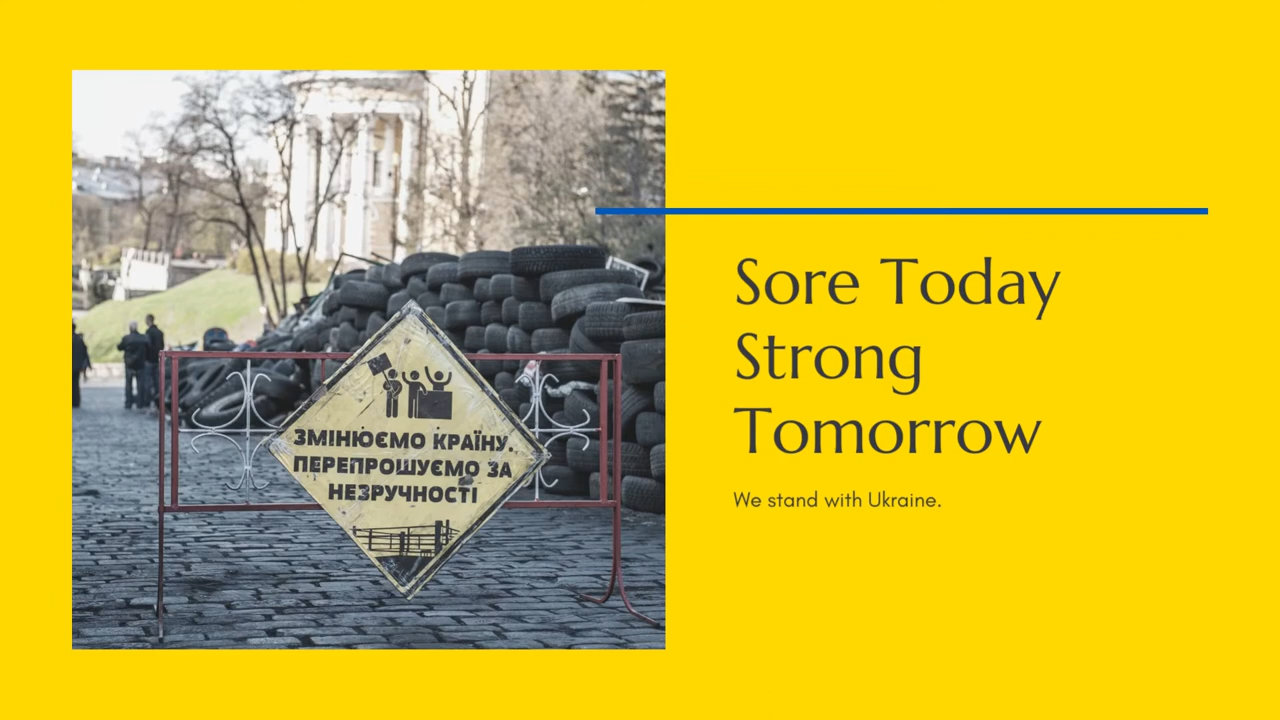 ЗМІНЮЄМО КРАЇНУ.
ПЕРЕПРОШУЄМО ЗА
НЕЗРУЧНОСТІ
Sore Today
Strong
Tomorrow
We stand with Ukraine.